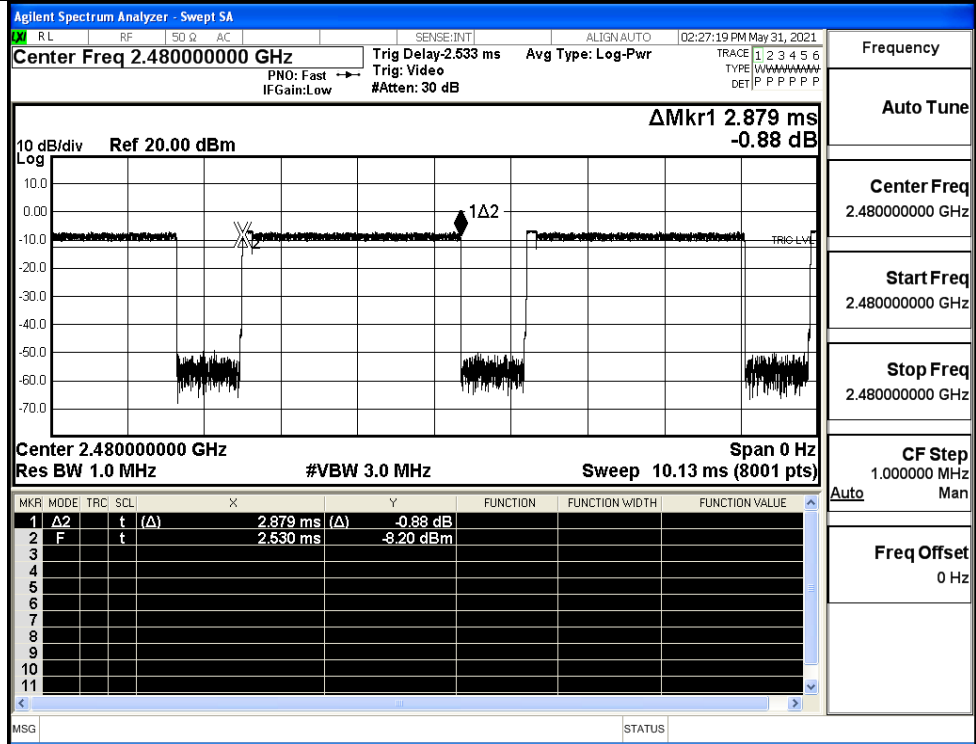 Agilent Spectrum Analyzer - Swept SA
LXI RL RF 50 Ω AC SENSE:INT ALIGN AUTO 02:27:19 PM May 31, 2021
Center Freq 2.480000000 GHz
PNO: Fast
IFGain:Low
Trig Delay-2.533 ms
Trig: Video
#Atten: 30 dB
Avg Type: Log-Pwr
TRACE 1 2 3 4 5 6
TYPE WWWWWW
DET P P P P P P
ΔMkr1 2.879 ms
-0.88 dB
10 dB/div Ref 20.00 dBm
Log
10.0
0.00
-10.0
-20.0
-30.0
-40.0
-50.0
-60.0
-70.0
1Δ2
2
TRIG LVL
Center 2.480000000 GHz Span 0 Hz
Res BW 1.0 MHz #VBW 3.0 MHz Sweep 10.13 ms (8001 pts)
MKR MODE TRC SCL X Y FUNCTION FUNCTION WIDTH FUNCTION VALUE
1 Δ2 t (Δ) 2.879 ms (Δ) -0.88 dB
2 F t 2.530 ms -8.20 dBm
3
4
5
6
7
8
9
10
11
MSG STATUS
Frequency
Auto Tune
Center Freq
2.480000000 GHz
Start Freq
2.480000000 GHz
Stop Freq
2.480000000 GHz
CF Step
1.000000 MHz
Auto Man
Freq Offset
0 Hz